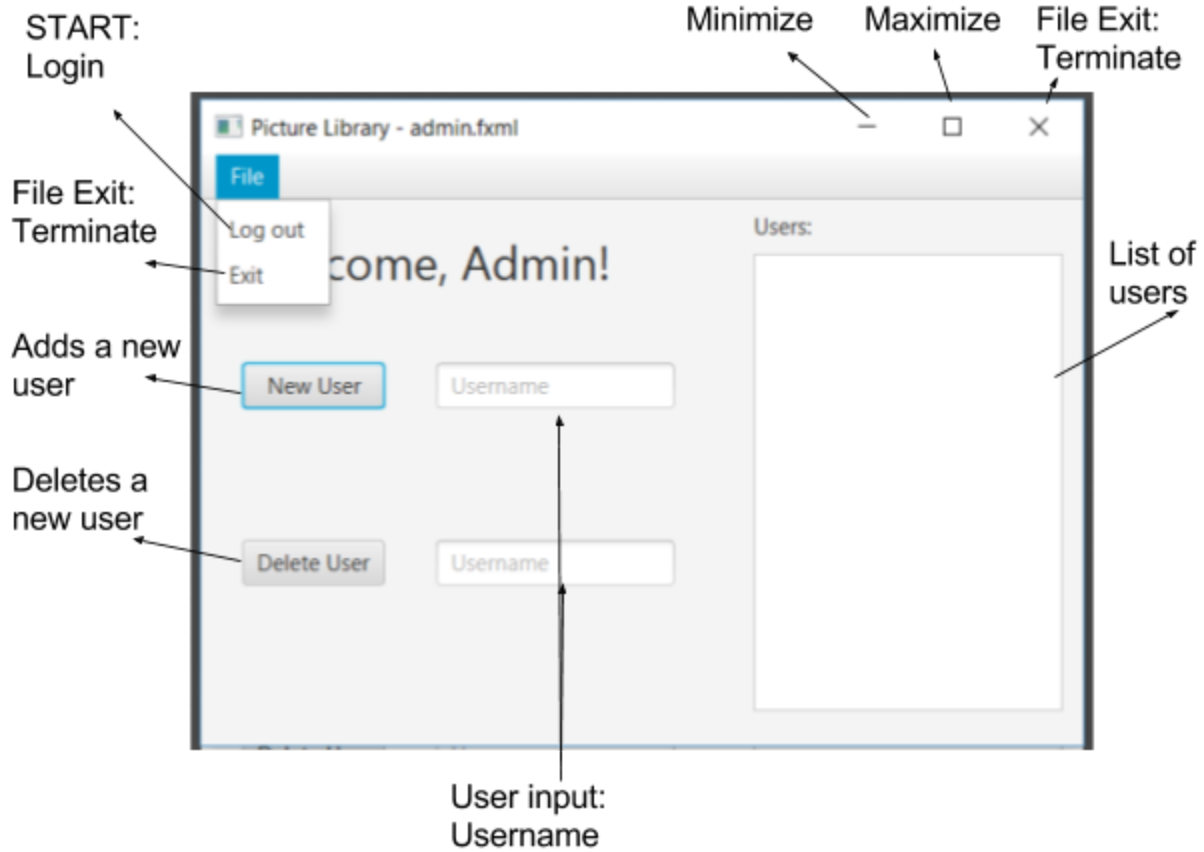 START:
Login
Minimize
Maximize
File Exit:
Terminate
Picture Library - admin.fxml
File
File Exit:
Terminate
Log out
Exit
come, Admin!
Users:
List of
users
Adds a new
user
New User
Username
Deletes a
new user
Delete User
Username
User input:
Username